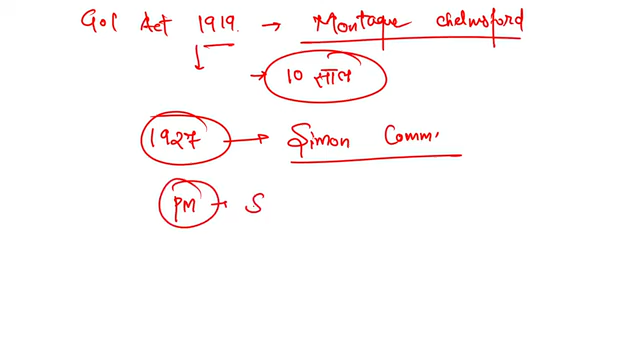 GoI Act 1919. → Montague Chelmsford
→ 10 साल
1927 → Simon Comm.
PM → S